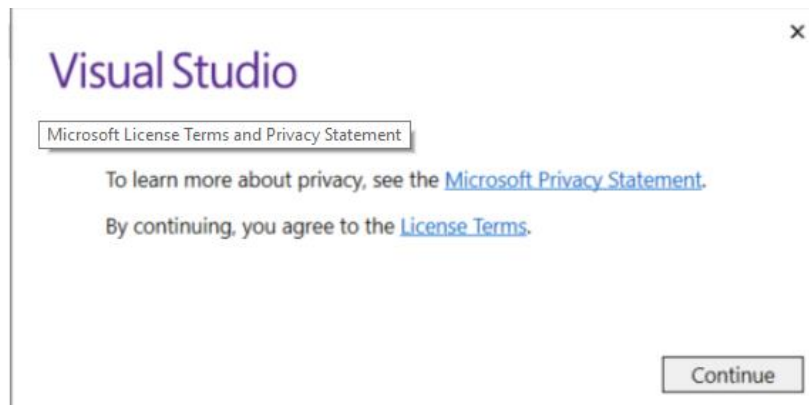 Visual Studio
Microsoft License Terms and Privacy Statement
To learn more about privacy, see the Microsoft Privacy Statement.
By continuing, you agree to the License Terms.
Continue